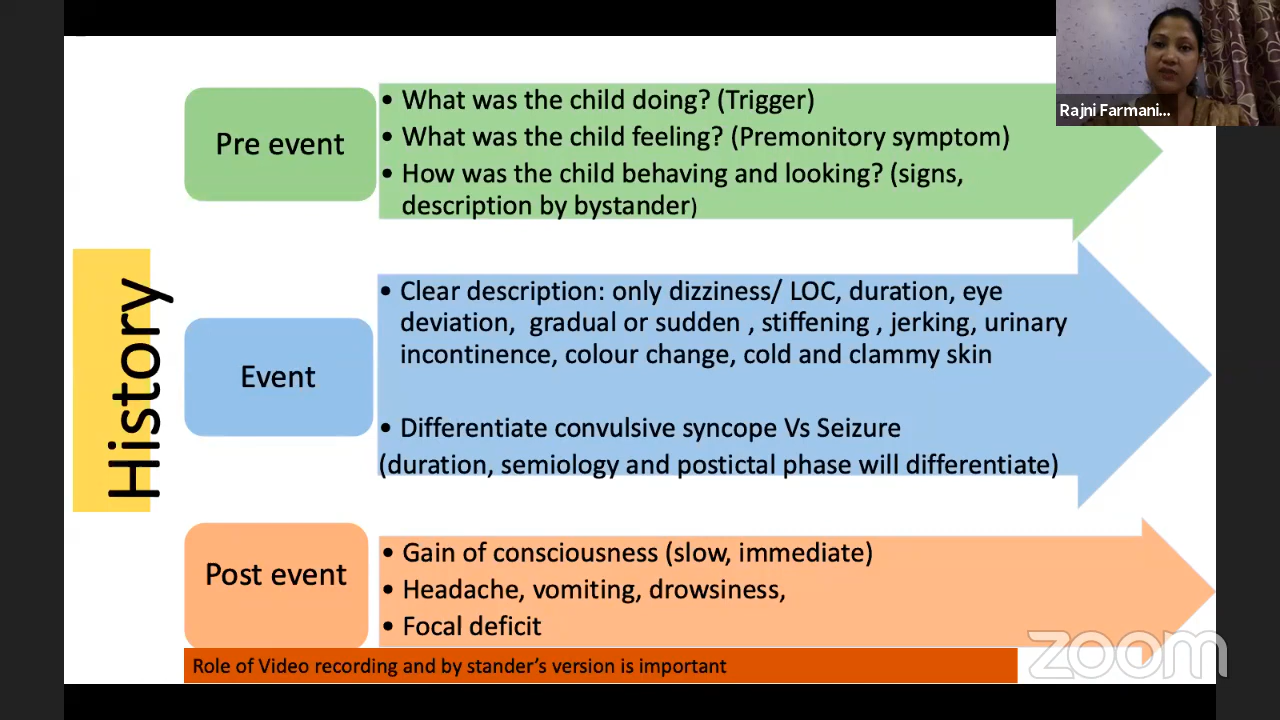 Rajni Farmani...
History
Pre event
• What was the child doing? (Trigger)
• What was the child feeling? (Premonitory symptom)
• How was the child behaving and looking? (signs,
description by bystander)
Event
• Clear description: only dizziness/ LOC, duration, eye
deviation, gradual or sudden , stiffening , jerking, urinary
incontinence, colour change, cold and clammy skin
• Differentiate convulsive syncope Vs Seizure
(duration, semiology and postictal phase will differentiate)
Post event
• Gain of consciousness (slow, immediate)
• Headache, vomiting, drowsiness,
• Focal deficit
Role of Video recording and by stander's version is important
zoom